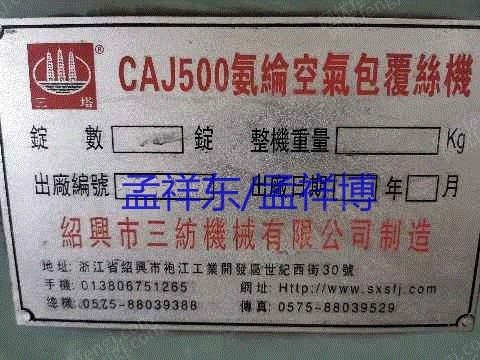 三塔®
CAJ500氨綸空氣包覆絲機
錠 數 錠 整機重量 Kg
出廠編號 出廠日期 年 月
孟祥东/孟祥博
紹興市三紡機械有限公司制造
地址: 浙江省紹興市袍江工業開發區世紀西街30號
手機: 013806751265 網址: Http://www.sxsfj.com
總機: 0575-88039388 傳真: 0575-88039529